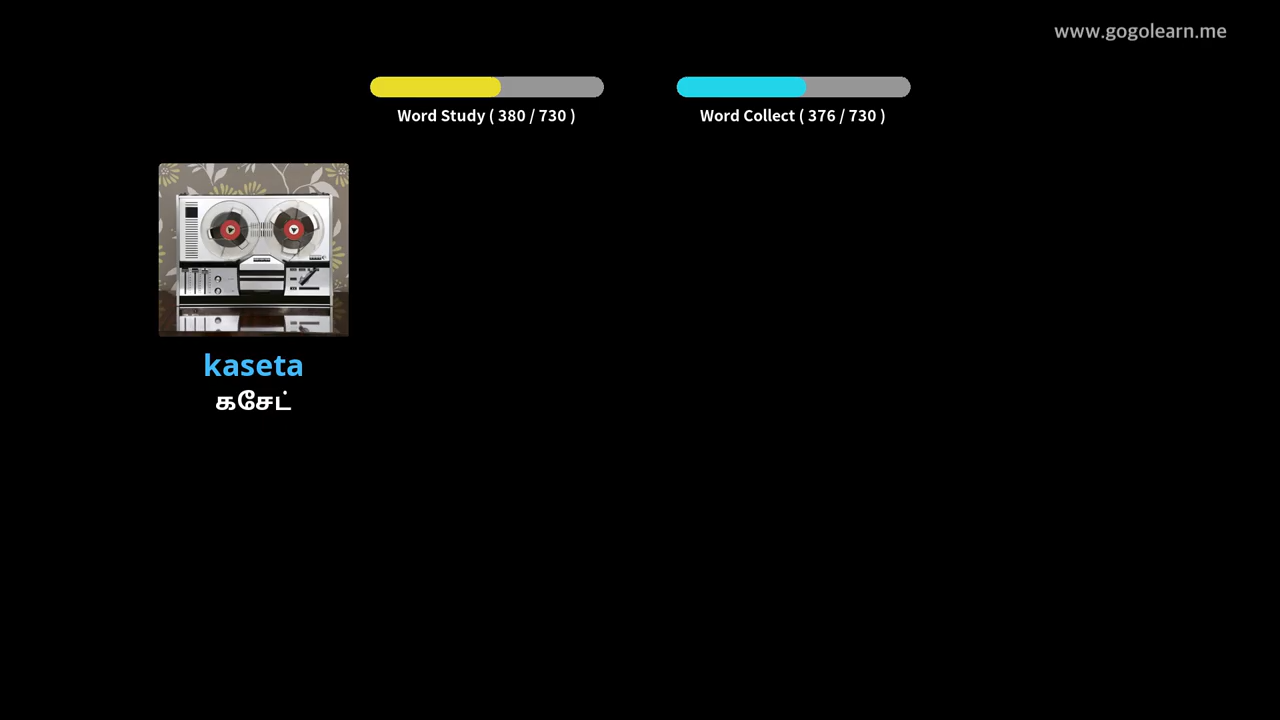 www.gogolearn.me
Word Study ( 380 / 730 )
Word Collect ( 376 / 730 )
kaseta
கசேட்